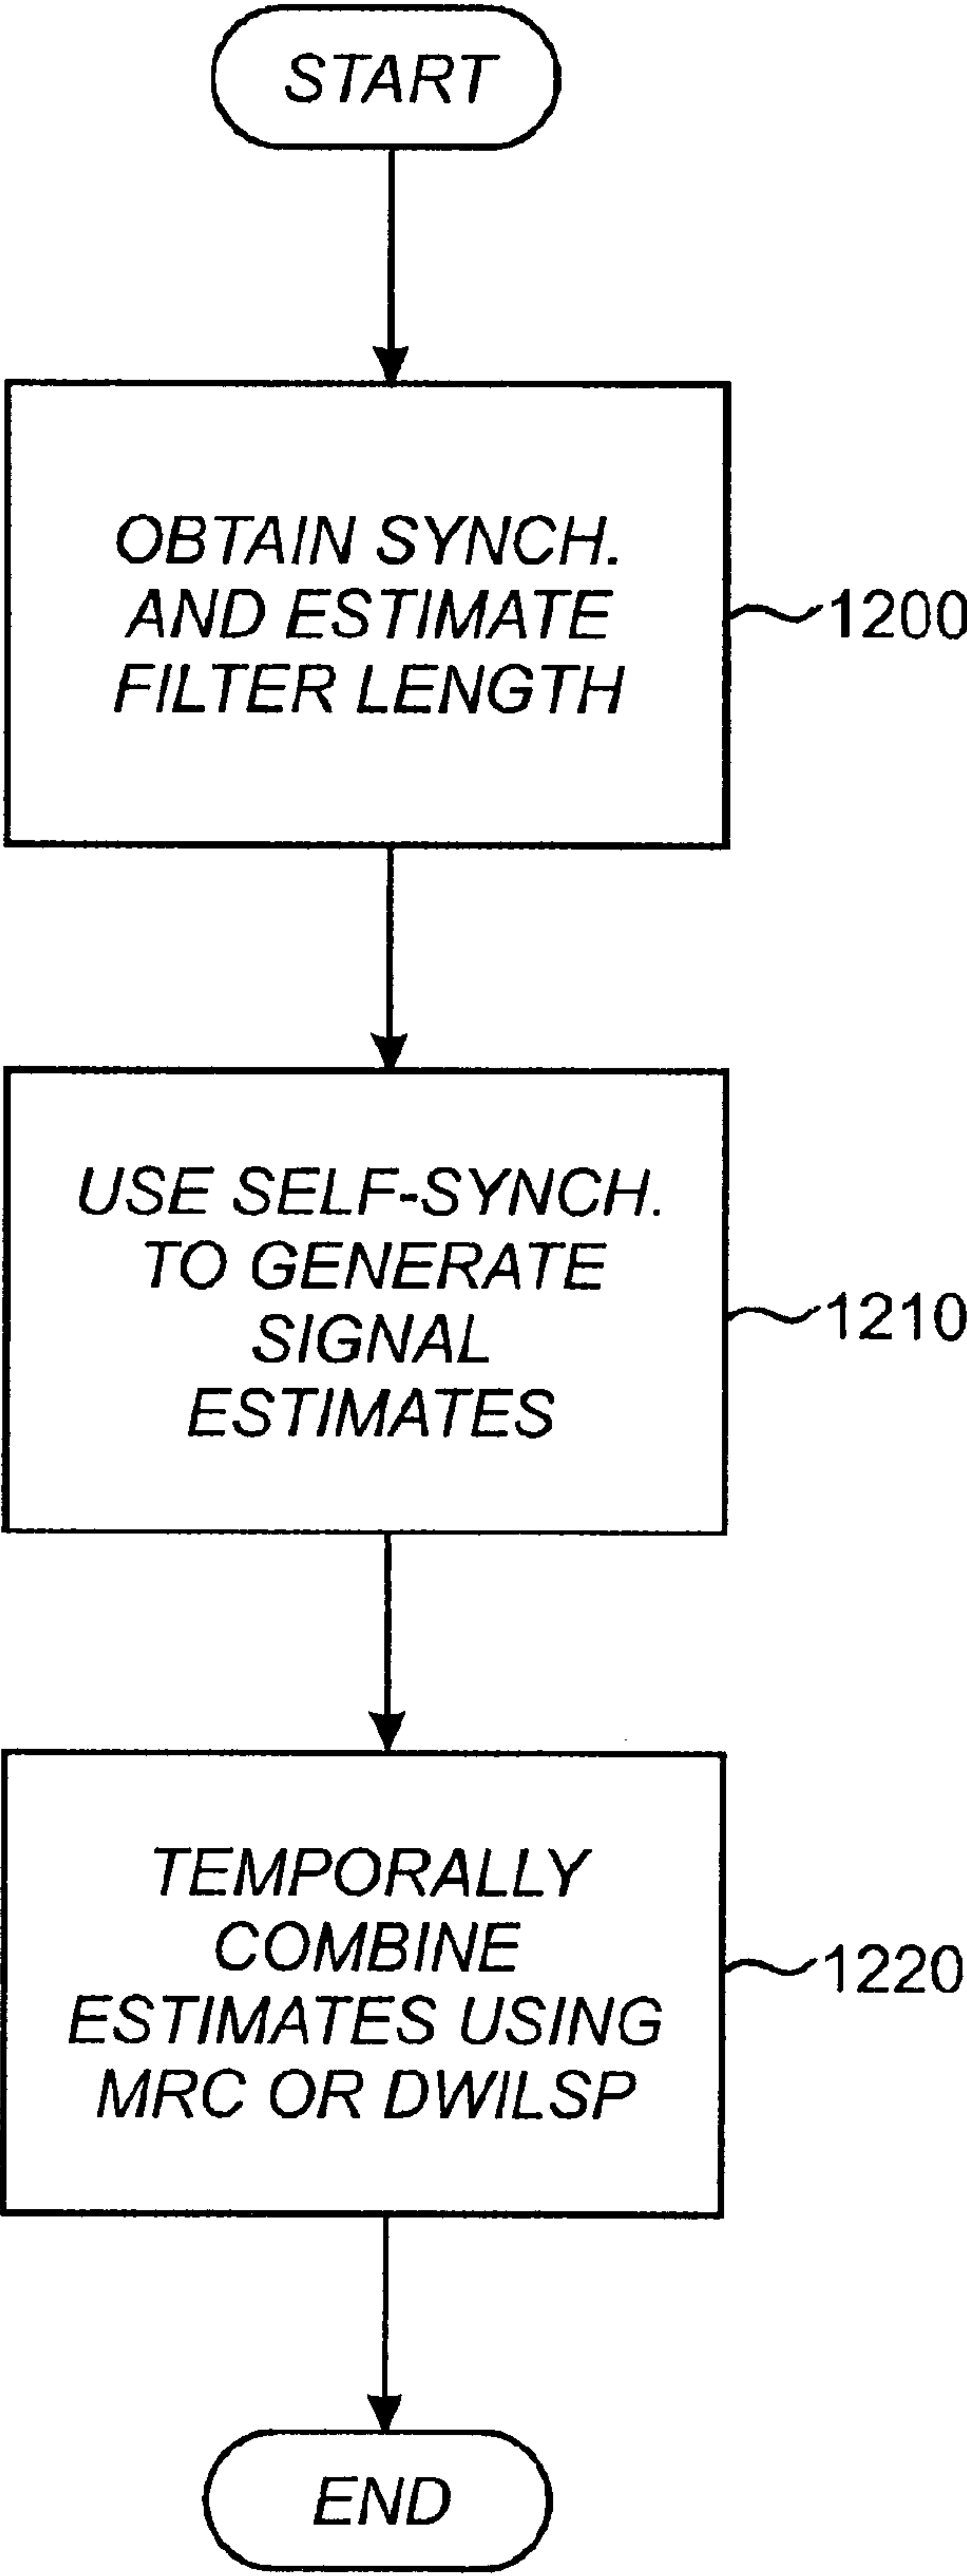 START
OBTAIN SYNCH.
AND ESTIMATE
FILTER LENGTH
1200
USE SELF-SYNCH.
TO GENERATE
SIGNAL
ESTIMATES
1210
TEMPORALLY
COMBINE
ESTIMATES USING
MRC OR DWILSP
1220
END